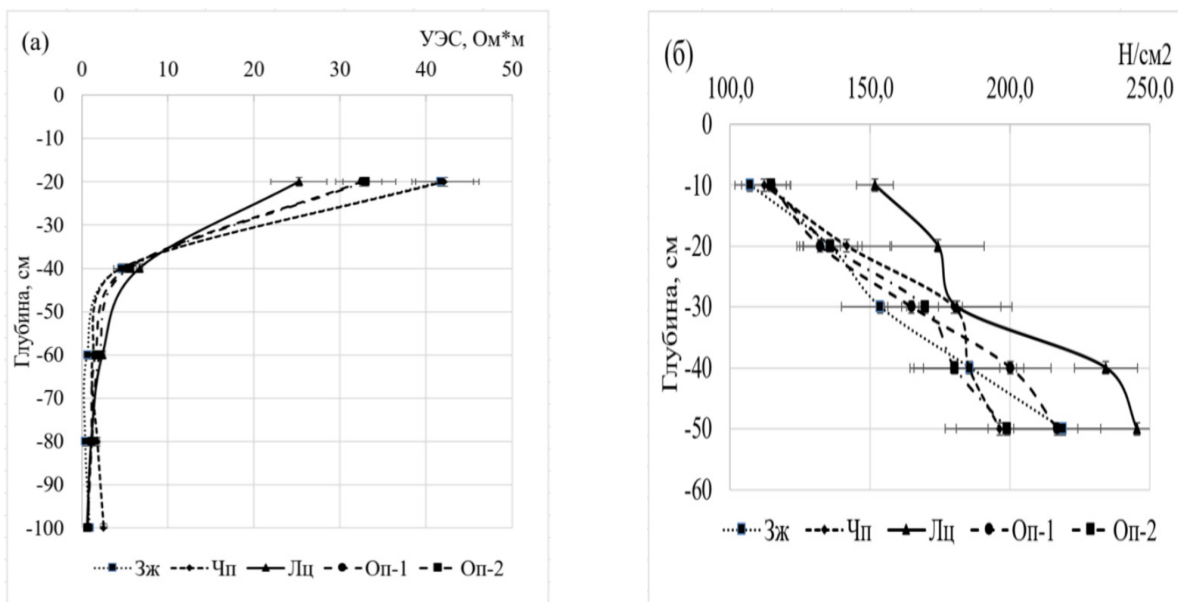 (а)
УЭС, Ом*м
0 10 20 30 40 50
0
-10
-20
-30
-40
-50
-60
-70
-80
-90
-100
Глубина, см
Зж Чп Лц Оп-1 Оп-2
(б)
Н/см2
100,0 150,0 200,0 250,0
0
-10
-20
-30
-40
-50
-60
Глубина, см
Зж Чп Лц Оп-1 Оп-2